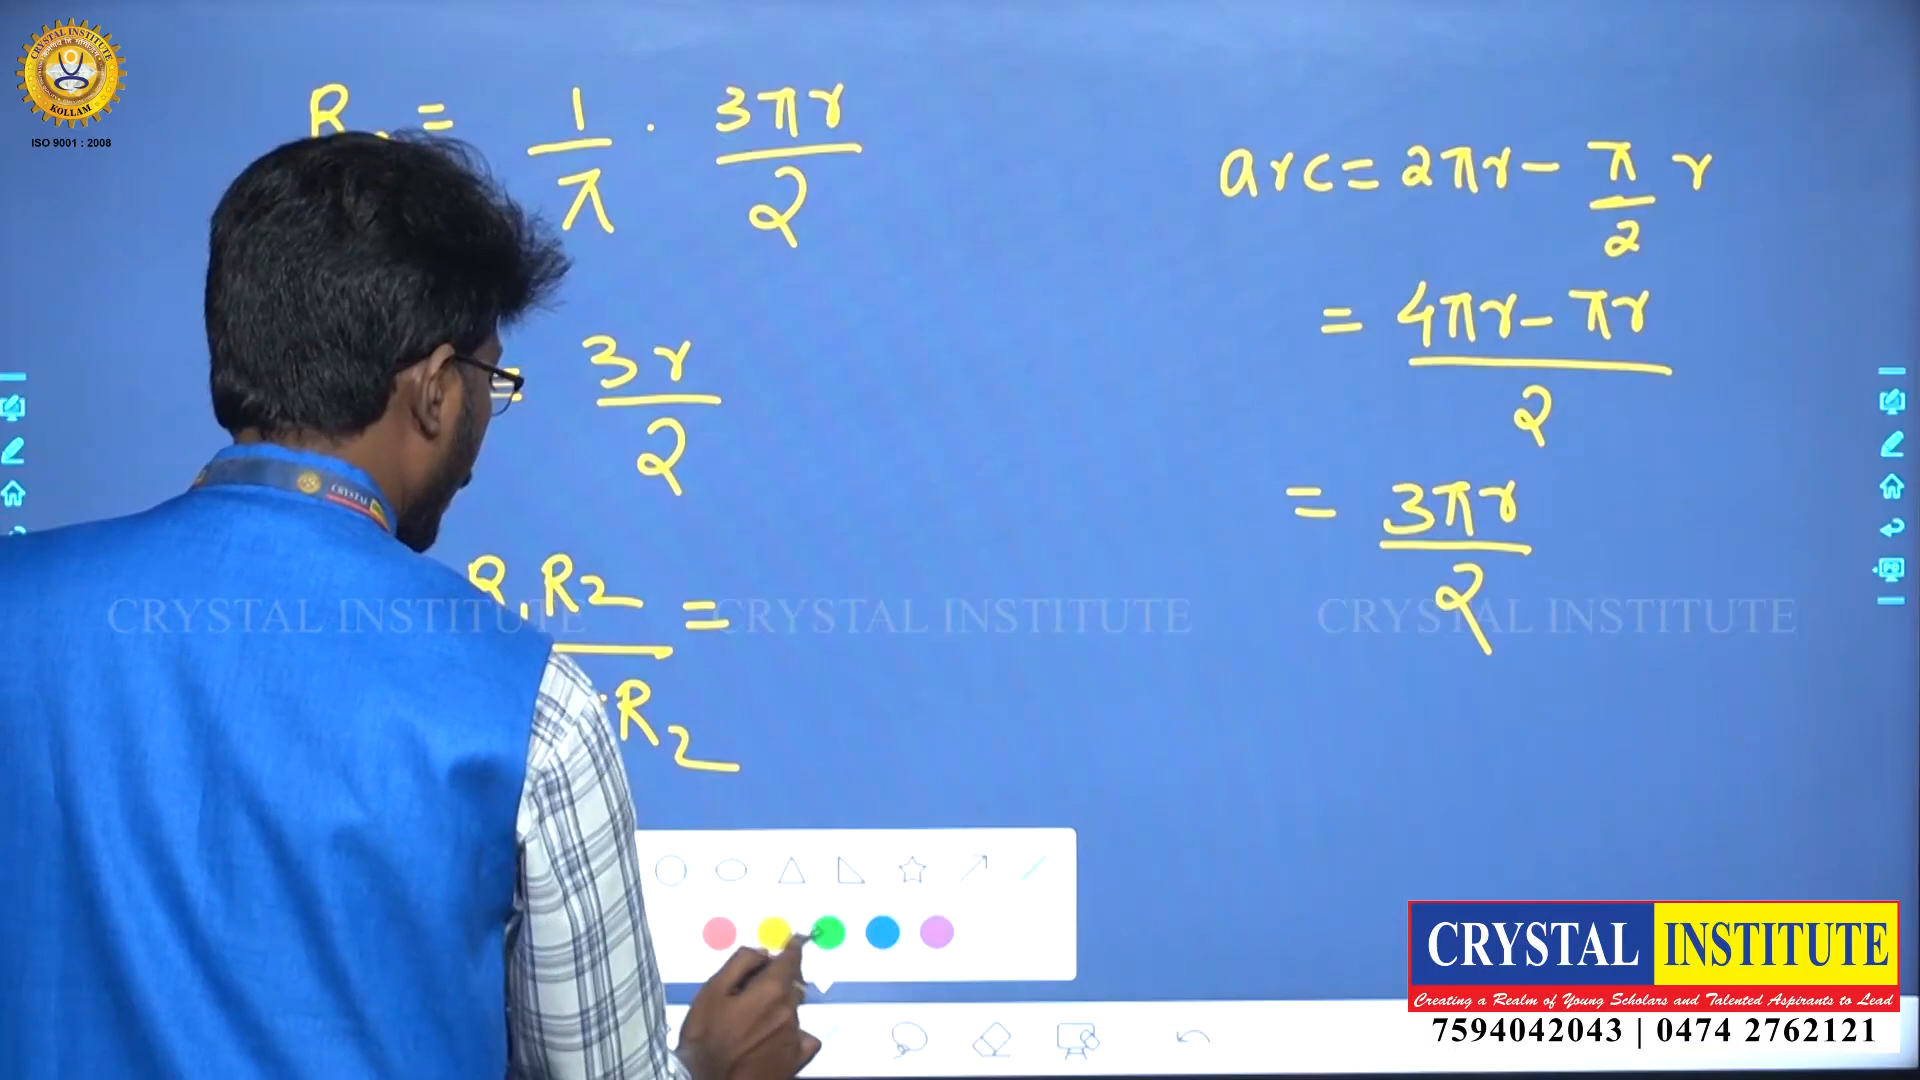 CRYSTAL INSTITUTE
KOLLAM
ISO 9001 : 2008
R = 1/π · 3πr/2
= 3r/2
R₁R₂ =
R₂
arc = 2πr - π/2 r
= 4πr - πr / 2
= 3πr/2
CRYSTAL
CRYSTAL INSTITUTE CRYSTAL INSTITUTE CRYSTAL INSTITUTE
CRYSTAL INSTITUTE
Creating a Realm of Young Scholars and Talented Aspirants to Lead
7594042043 | 0474 2762121